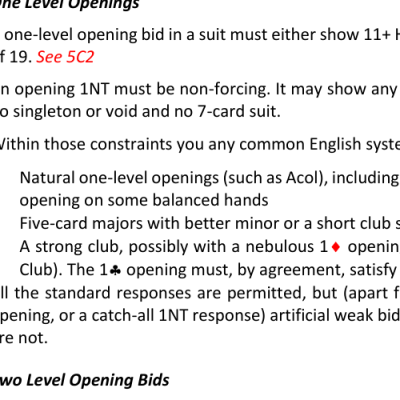 ne Level Openings
one-level opening bid in a suit must either show 11+ H
f 19. See 5C2
n opening 1NT must be non-forcing. It may show any
o singleton or void and no 7-card suit.
Within those constraints you any common English syste
Natural one-level openings (such as Acol), including
opening on some balanced hands
Five-card majors with better minor or a short club s
A strong club, possibly with a nebulous 1♦ openin
Club). The 1♣ opening must, by agreement, satisfy
ll the standard responses are permitted, but (apart f
pening, or a catch-all 1NT response) artificial weak bid
re not.
wo Level Opening Bids